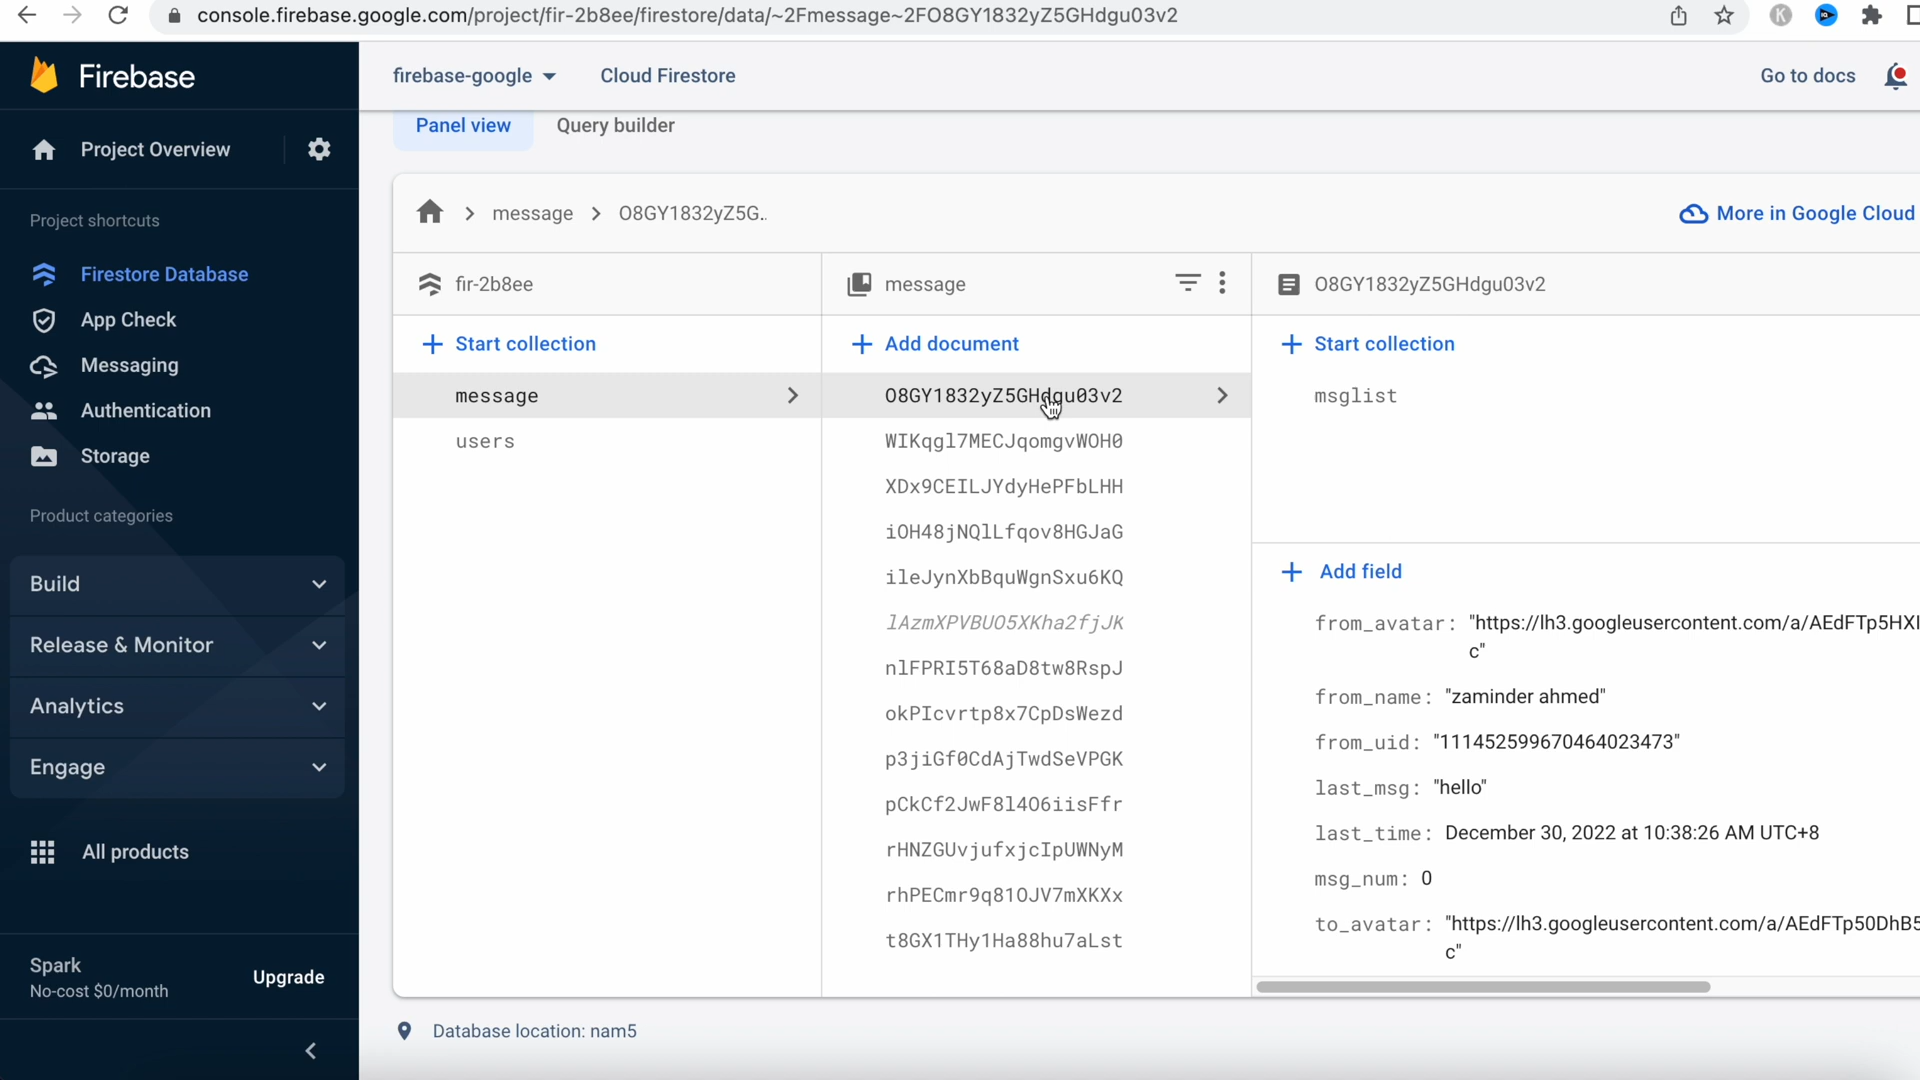 console.firebase.google.com/project/fir-2b8ee/firestore/data/~2Fmessage~2FO8GY1832yZ5GHdgu03v2
K
Firebase
firebase-google
Cloud Firestore
Go to docs
Project Overview
Panel view
Query builder
Project shortcuts
message
O8GY1832yZ5G..
More in Google Cloud
Firestore Database
App Check
Messaging
Authentication
Storage
Product categories
Build
Release & Monitor
Analytics
Engage
All products
Spark
No-cost $0/month
Upgrade
fir-2b8ee
Start collection
message
users
message
Add document
O8GY1832yZ5GHdgu03v2
WIKqgl7MECJqomgvWOH0
XDx9CEILJYdyHePFbLHH
iOH48jNQlLfqov8HGJaG
ileJynXbBquWgnSxu6KQ
lAzmXPVBUO5XKha2fjJK
nlFPRI5T68aD8tw8RspJ
okPIcvrtp8x7CpDsWezd
p3jiGf0CdAjTwdSeVPGK
pCkCf2JwF8l4O6iisFfr
rHNZGUvjufxjcIpUWNyM
rhPECmr9q81OJV7mXKXx
t8GX1THy1Ha88hu7aLst
O8GY1832yZ5GHdgu03v2
Start collection
msglist
Add field
from_avatar: "https://lh3.googleusercontent.com/a/AEdFTp5HXI
c"
from_name: "zaminder ahmed"
from_uid: "111452599670464023473"
last_msg: "hello"
last_time: December 30, 2022 at 10:38:26 AM UTC+8
msg_num: 0
to_avatar: "https://lh3.googleusercontent.com/a/AEdFTp50DhB5
c"
Database location: nam5